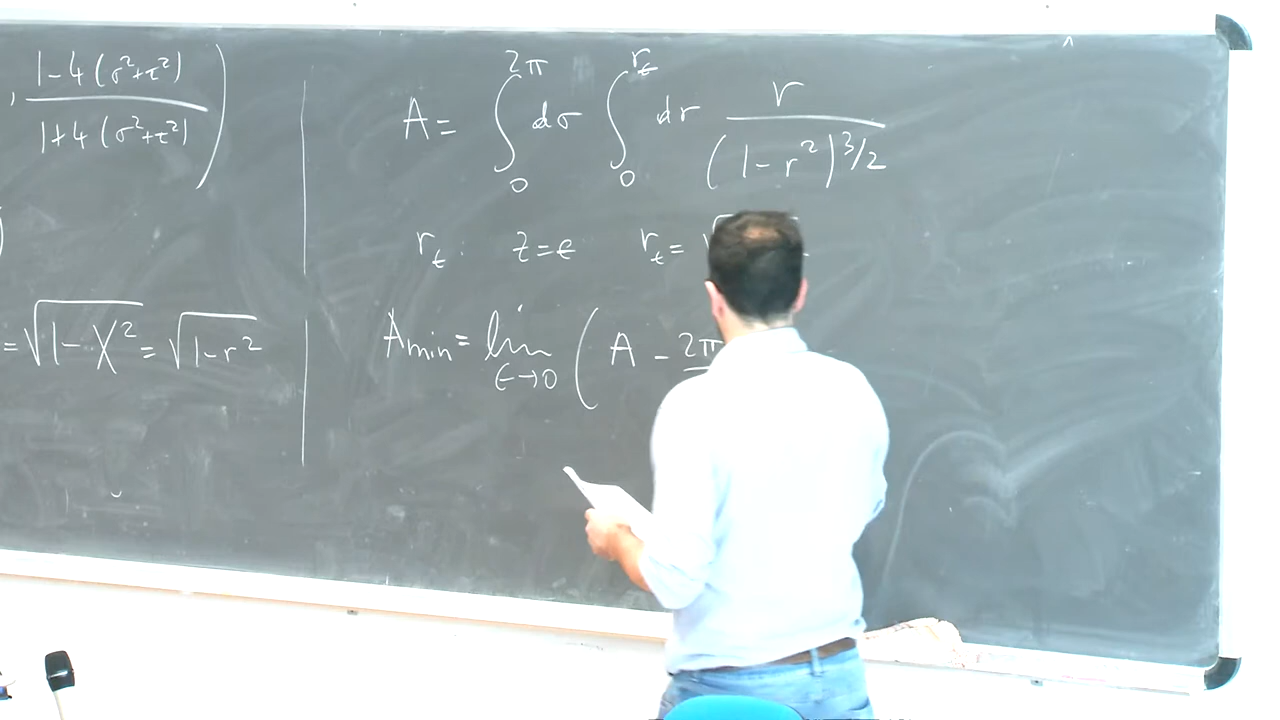 , 1-4(σ²+τ²) / 1+4(σ²+τ²) )
)
= √(1-X²) = √(1-r²)
A = ∫₀^{2π} dσ ∫₀^{r_ϵ} dr r / (1-r²)^{3/2}
r_ϵ : z=ϵ r_ϵ = √
A_min = lim_{ϵ→0} ( A - 2π